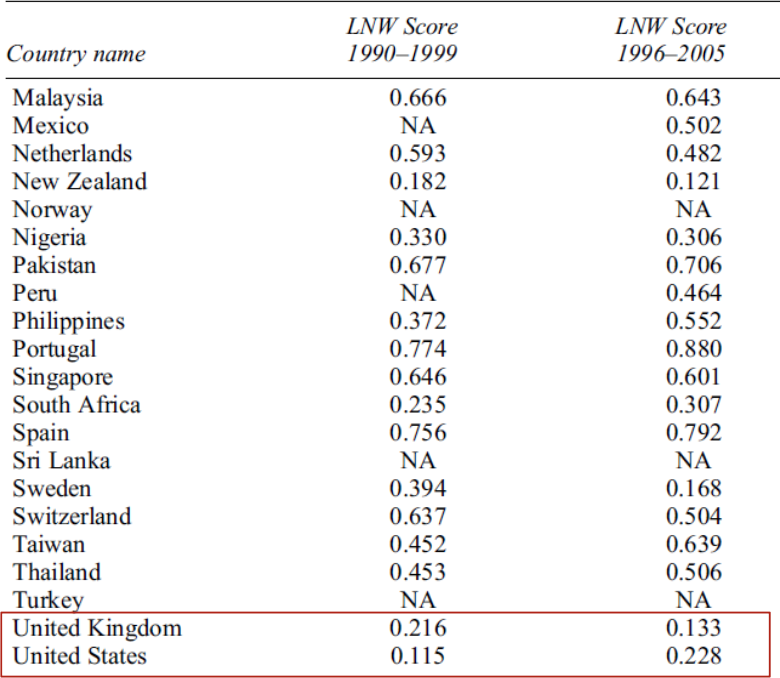 LNW Score LNW Score
Country name 1990–1999 1996–2005
Malaysia 0.666 0.643
Mexico NA 0.502
Netherlands 0.593 0.482
New Zealand 0.182 0.121
Norway NA NA
Nigeria 0.330 0.306
Pakistan 0.677 0.706
Peru NA 0.464
Philippines 0.372 0.552
Portugal 0.774 0.880
Singapore 0.646 0.601
South Africa 0.235 0.307
Spain 0.756 0.792
Sri Lanka NA NA
Sweden 0.394 0.168
Switzerland 0.637 0.504
Taiwan 0.452 0.639
Thailand 0.453 0.506
Turkey NA NA
United Kingdom 0.216 0.133
United States 0.115 0.228